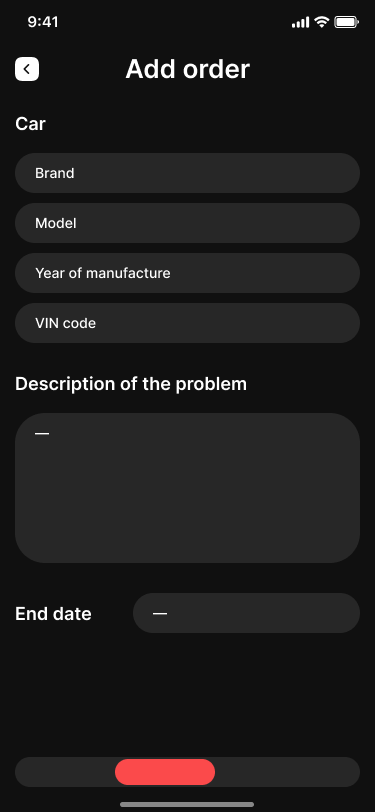 9:41
Add order
Car
Brand
Model
Year of manufacture
VIN code
Description of the problem
—
End date
—